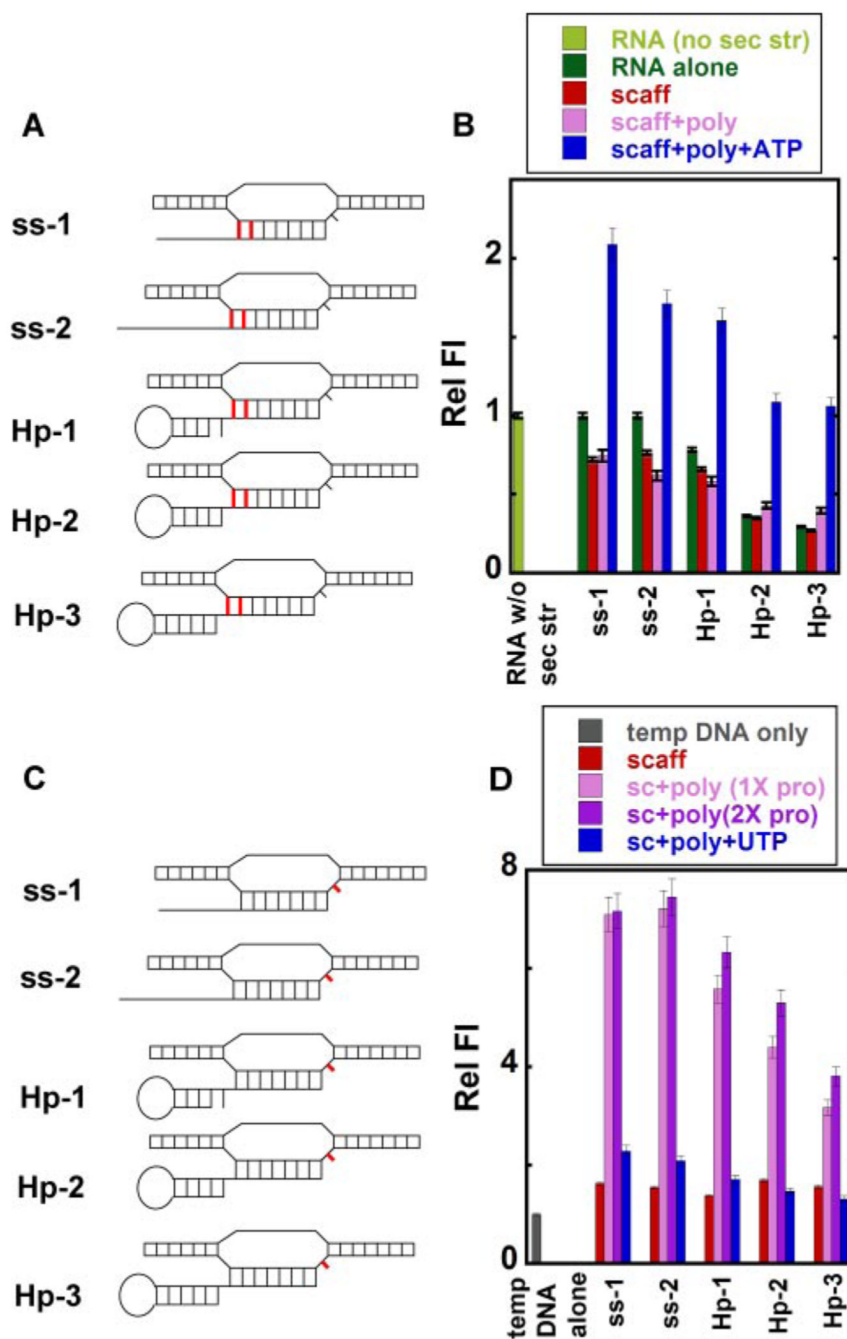 A
ss-1
ss-2
Hp-1
Hp-2
Hp-3
B
RNA (no sec str)
RNA alone
scaff
scaff+poly
scaff+poly+ATP
Rel Fl
2
1
0
RNA w/o
sec str
ss-1
ss-2
Hp-1
Hp-2
Hp-3
C
ss-1
ss-2
Hp-1
Hp-2
Hp-3
D
temp DNA only
scaff
sc+poly (1X pro)
sc+poly(2X pro)
sc+poly+UTP
Rel Fl
8
4
0
temp
DNA
alone
ss-1
ss-2
Hp-1
Hp-2
Hp-3